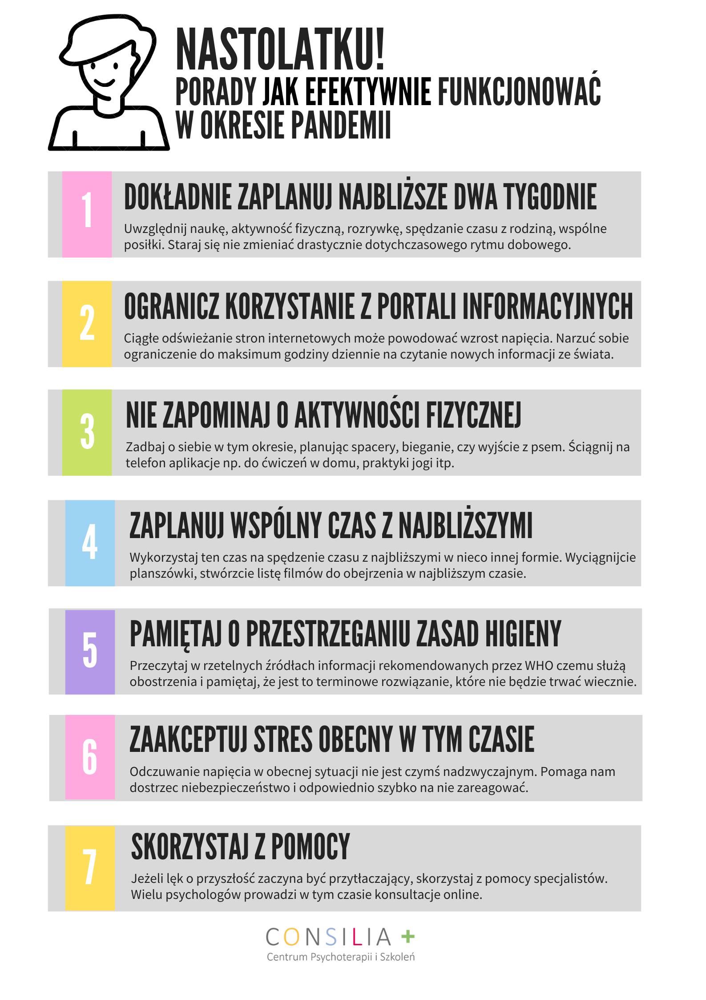 NASTOLATKU!
PORADY JAK EFEKTYWNIE FUNKCJONOWAĆ
W OKRESIE PANDEMII
1
DOKŁADNIE ZAPLANUJ NAJBLIŻSZE DWA TYGODNIE
Uwzględnij naukę, aktywność fizyczną, rozrywkę, spędzanie czasu z rodziną, wspólne
posiłki. Staraj się nie zmieniać drastycznie dotychczasowego rytmu dobowego.
2
OGRANICZ KORZYSTANIE Z PORTALI INFORMACYJNYCH
Ciągłe odświeżanie stron internetowych może powodować wzrost napięcia. Narzuć sobie
ograniczenie do maksimum godziny dziennie na czytanie nowych informacji ze świata.
3
NIE ZAPOMINAJ O AKTYWNOŚCI FIZYCZNEJ
Zadbaj o siebie w tym okresie, planując spacery, bieganie, czy wyjście z psem. Ściągnij na
telefon aplikacje np. do ćwiczeń w domu, praktyki jogi itp.
4
ZAPLANUJ WSPÓLNY CZAS Z NAJBLIŻSZYMI
Wykorzystaj ten czas na spędzenie czasu z najbliższymi w nieco innej formie. Wyciągnijcie
planszówki, stwórzcie listę filmów do obejrzenia w najbliższym czasie.
5
PAMIĘTAJ O PRZESTRZEGANIU ZASAD HIGIENY
Przeczytaj w rzetelnych źródłach informacji rekomendowanych przez WHO czemu służą
obostrzenia i pamiętaj, że jest to terminowe rozwiązanie, które nie będzie trwać wiecznie.
6
ZAAKCEPTUJ STRES OBECNY W TYM CZASIE
Odczuwanie napięcia w obecnej sytuacji nie jest czymś nadzwyczajnym. Pomaga nam
dostrzec niebezpieczeństwo i odpowiednio szybko na nie zareagować.
7
SKORZYSTAJ Z POMOCY
Jeżeli lęk o przyszłość zaczyna być przytłaczający, skorzystaj z pomocy specjalistów.
Wielu psychologów prowadzi w tym czasie konsultacje online.
CONSILIA +
Centrum Psychoterapii i Szkoleń